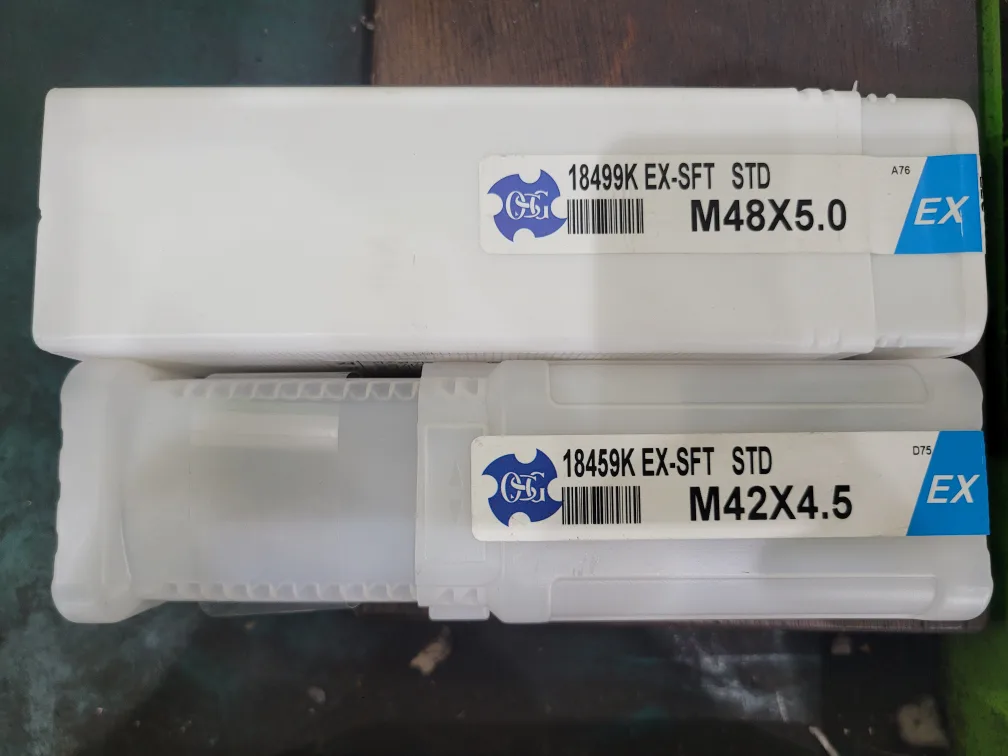 18499K EX-SFT STD
A76
OSG
M48X5.0
EX
18459K EX-SFT STD
D75
OSG
M42X4.5
EX